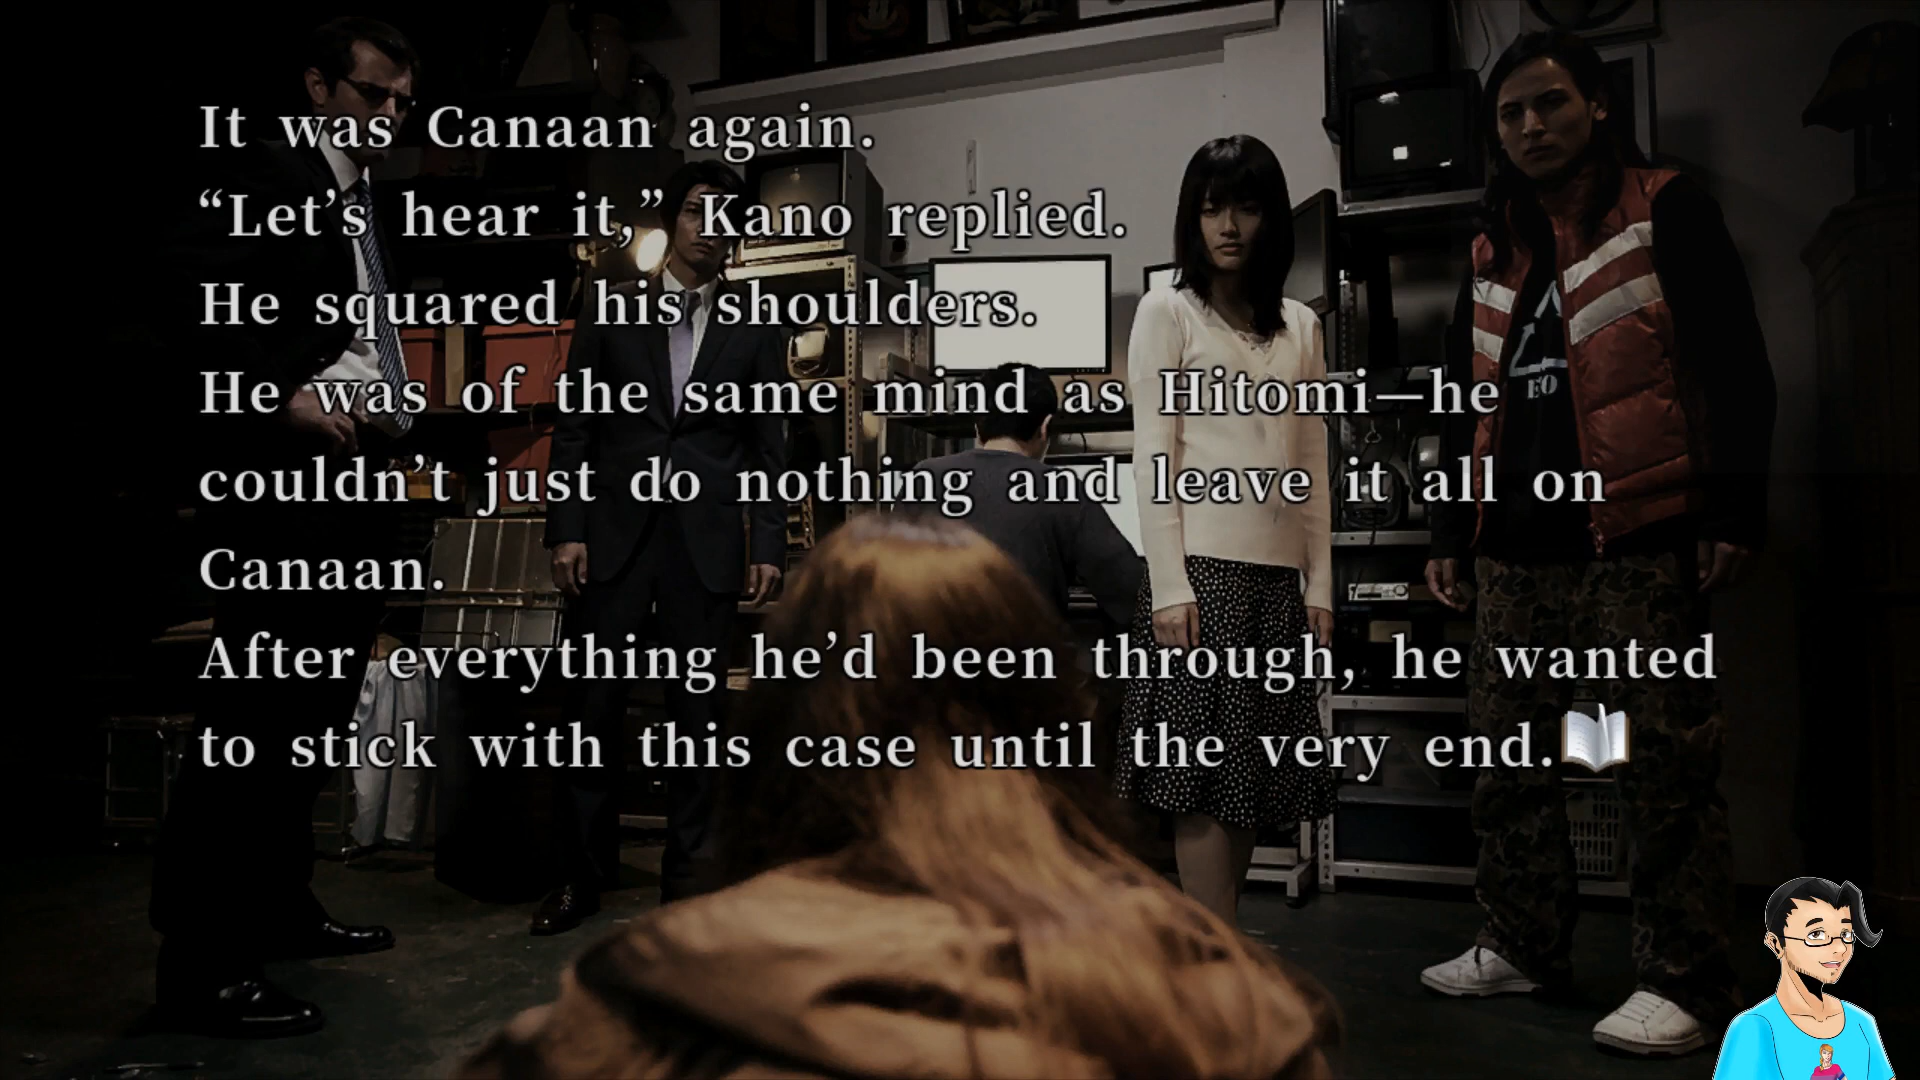 It was Canaan again.
“Let’s hear it,” Kano replied.
He squared his shoulders.
He was of the same mind as Hitomi—he
couldn’t just do nothing and leave it all on
Canaan.
After everything he’d been through, he wanted
to stick with this case until the very end.
EO